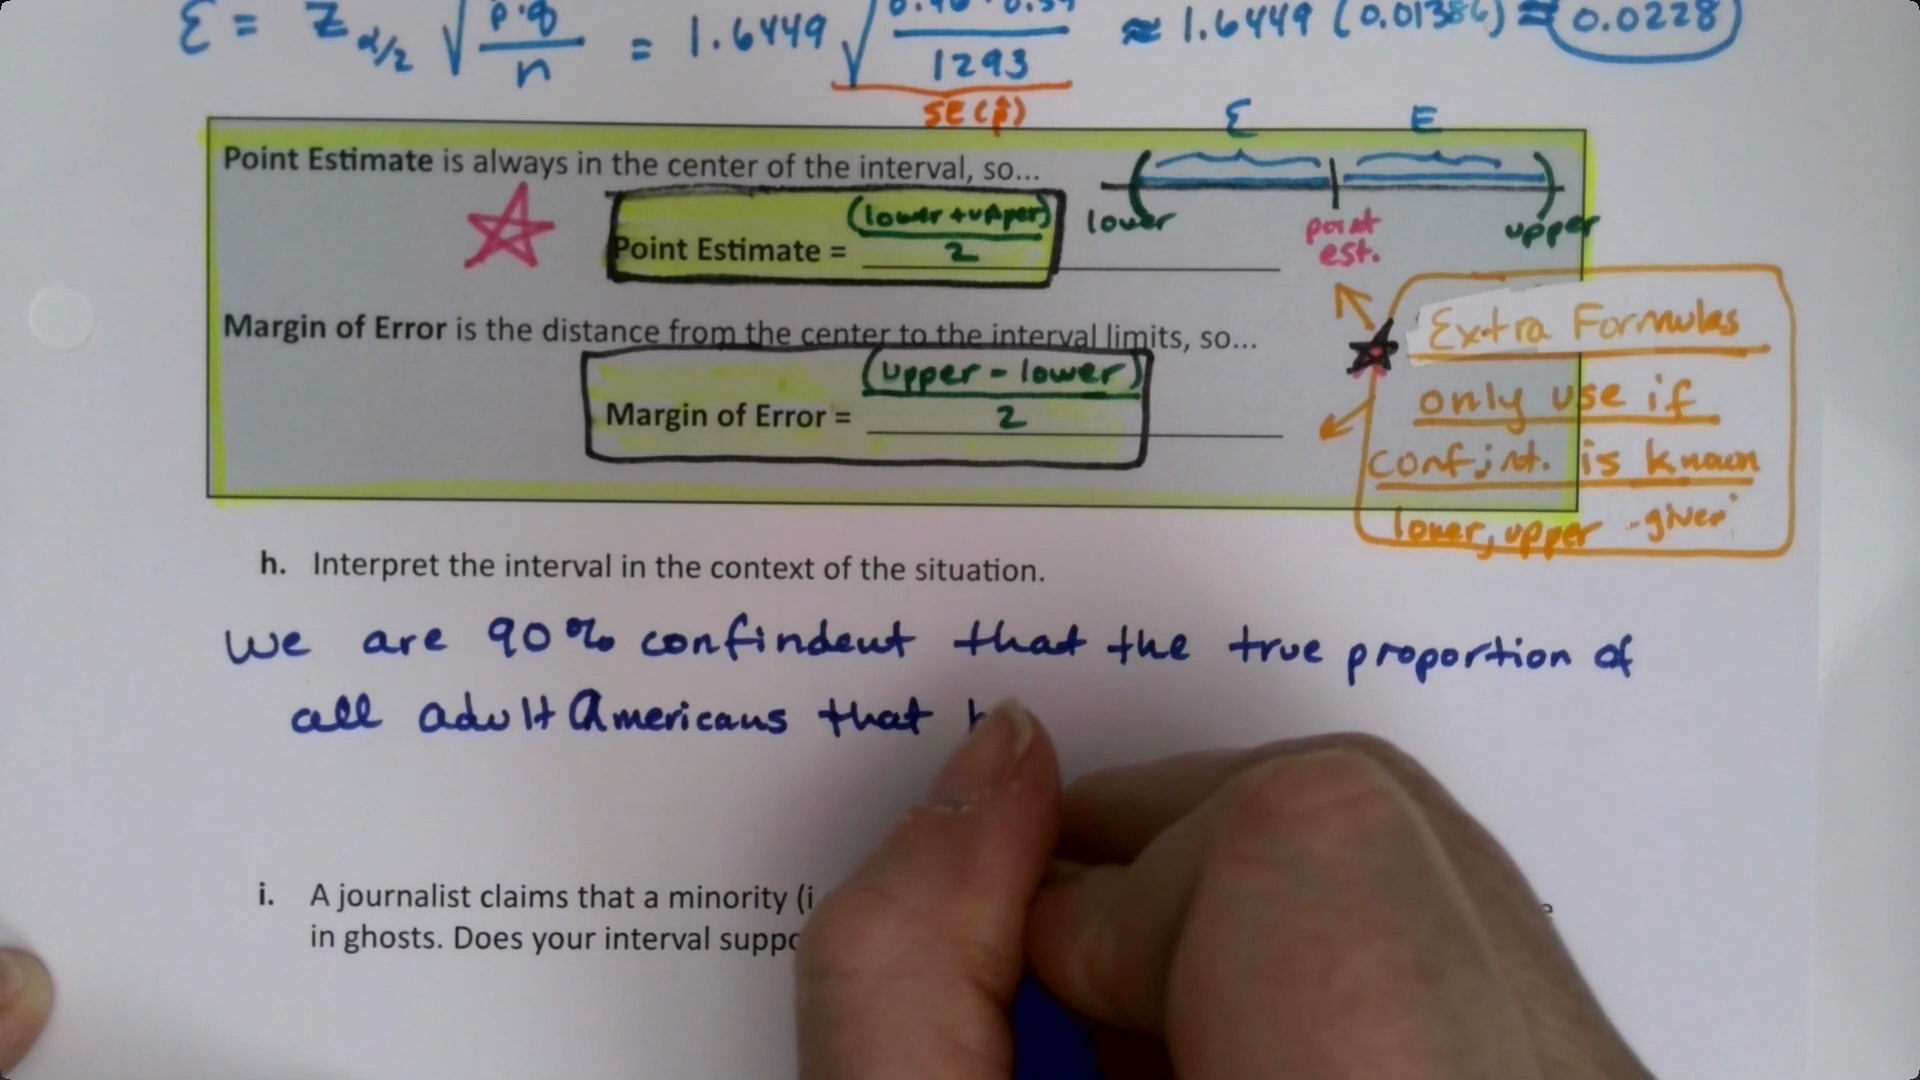 ε = z α/2 √ p·q / n = 1.6449 √ / 1293 ≈ 1.6449 (0.01386) ≈ 0.0228
SE(p̂)
ε E
Point Estimate is always in the center of the interval, so...
Point Estimate = (lower + upper) / 2
lower point est. upper
Margin of Error is the distance from the center to the interval limits, so...
Margin of Error = (upper - lower) / 2
Extra Formulas
only use if
conf. int. is known
lower, upper - given
h. Interpret the interval in the context of the situation.
We are 90% confindent that the true proportion of
all adult Americans that
i. A journalist claims that a minority (i
in ghosts. Does your interval suppo